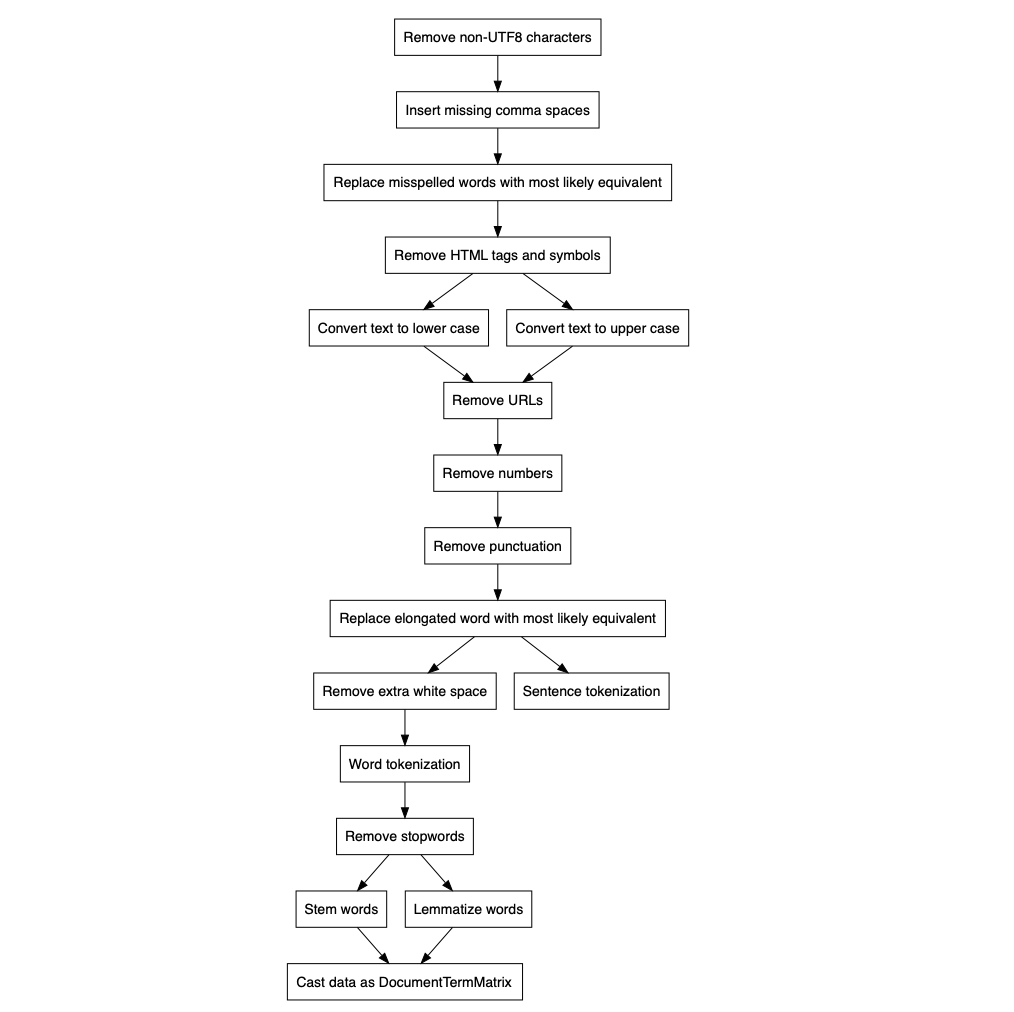 Remove non-UTF8 characters
Insert missing comma spaces
Replace misspelled words with most likely equivalent
Remove HTML tags and symbols
Convert text to lower case
Convert text to upper case
Remove URLs
Remove numbers
Remove punctuation
Replace elongated word with most likely equivalent
Remove extra white space
Sentence tokenization
Word tokenization
Remove stopwords
Stem words
Lemmatize words
Cast data as DocumentTermMatrix